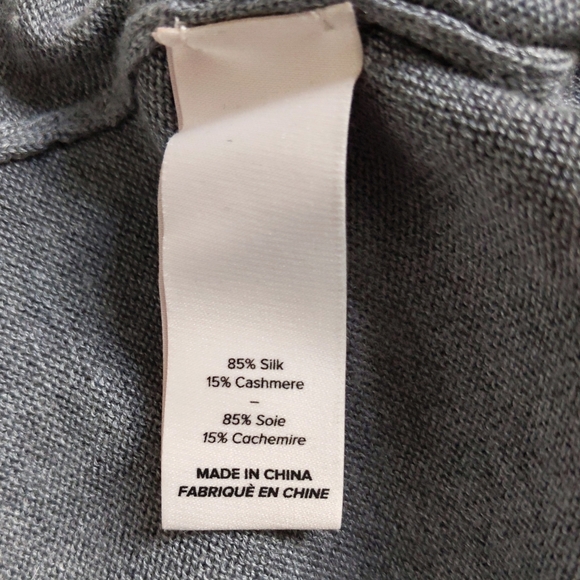 85% Silk
15% Cashmere
–
85% Soie
15% Cachemire
MADE IN CHINA
FABRIQUÈ EN CHINE